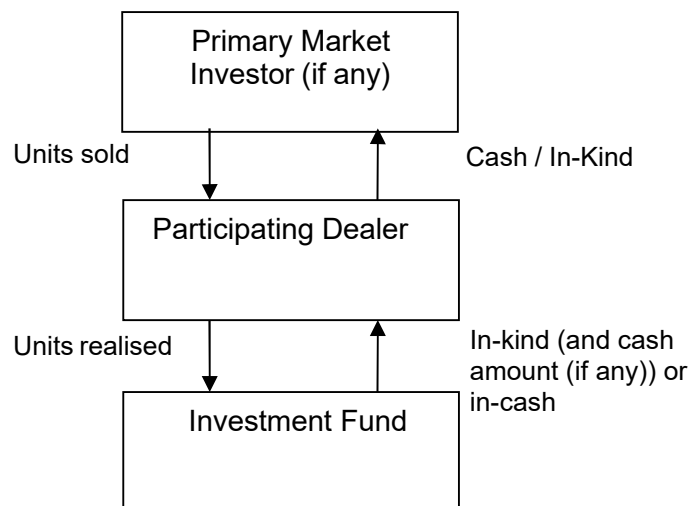 Primary Market
Investor (if any)
Units sold
Cash / In-Kind
Participating Dealer
Units realised
In-kind (and cash
amount (if any)) or
in-cash
Investment Fund